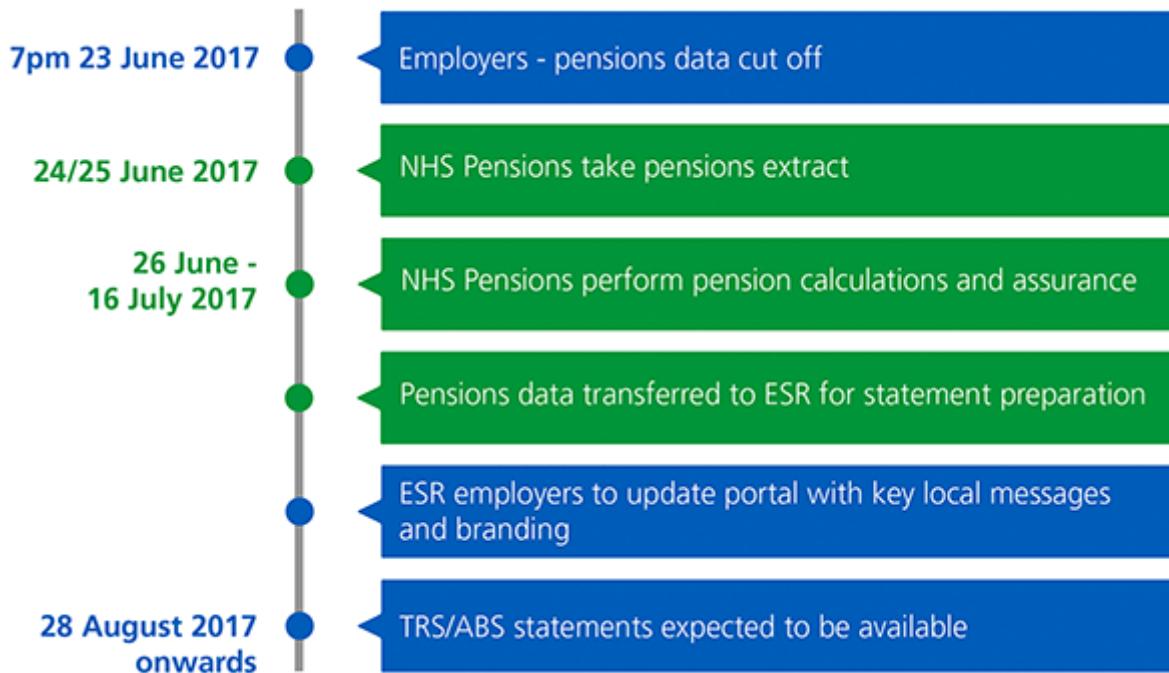 7pm 23 June 2017
Employers - pensions data cut off
24/25 June 2017
NHS Pensions take pensions extract
26 June -
16 July 2017
NHS Pensions perform pension calculations and assurance
Pensions data transferred to ESR for statement preparation
ESR employers to update portal with key local messages
and branding
28 August 2017
onwards
TRS/ABS statements expected to be available